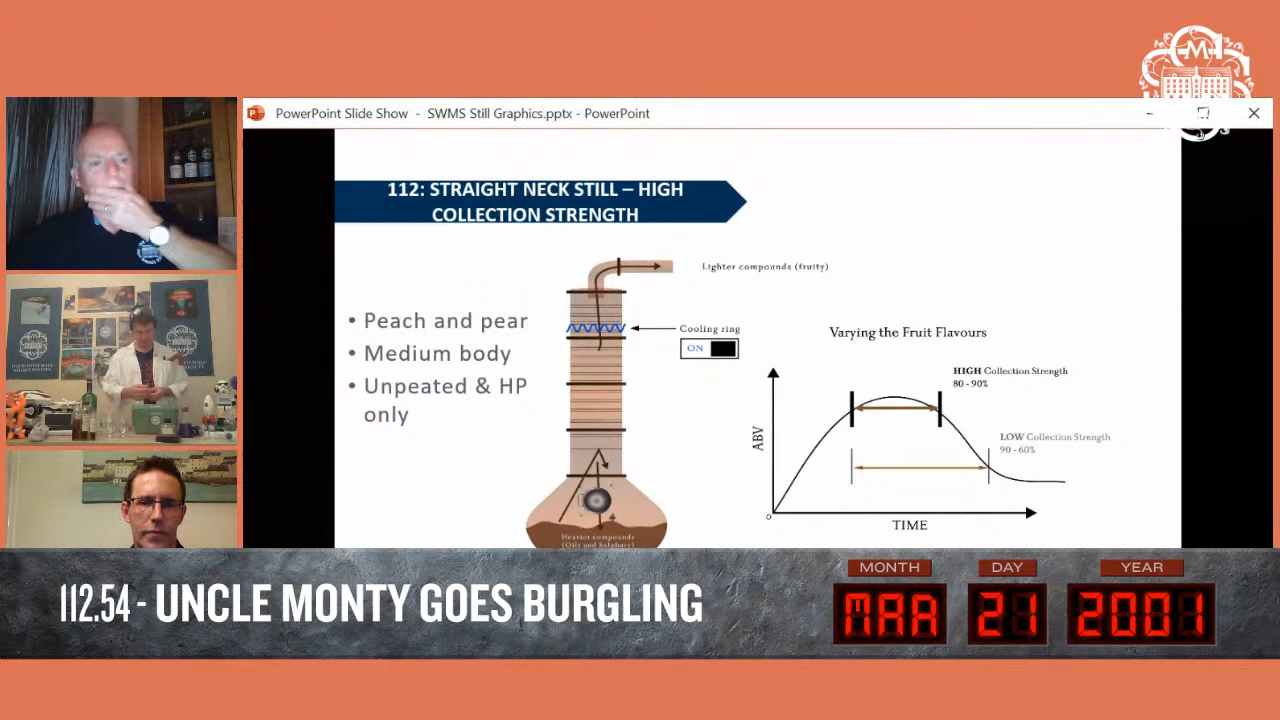 PowerPoint Slide Show - SWMS Still Graphics.pptx - PowerPoint
112: STRAIGHT NECK STILL – HIGH
COLLECTION STRENGTH
• Peach and pear
• Medium body
• Unpeated & HP
only
Lighter compounds (fruity)
Cooling ring
ON
Heavier compounds
(Oily and Sulphury)
Varying the Fruit Flavours
HIGH Collection Strength
80 - 90%
LOW Collection Strength
90 - 60%
ABV
0
TIME
112.54 - UNCLE MONTY GOES BURGLING
MONTH
DAY
YEAR
MAR
21
2001
M